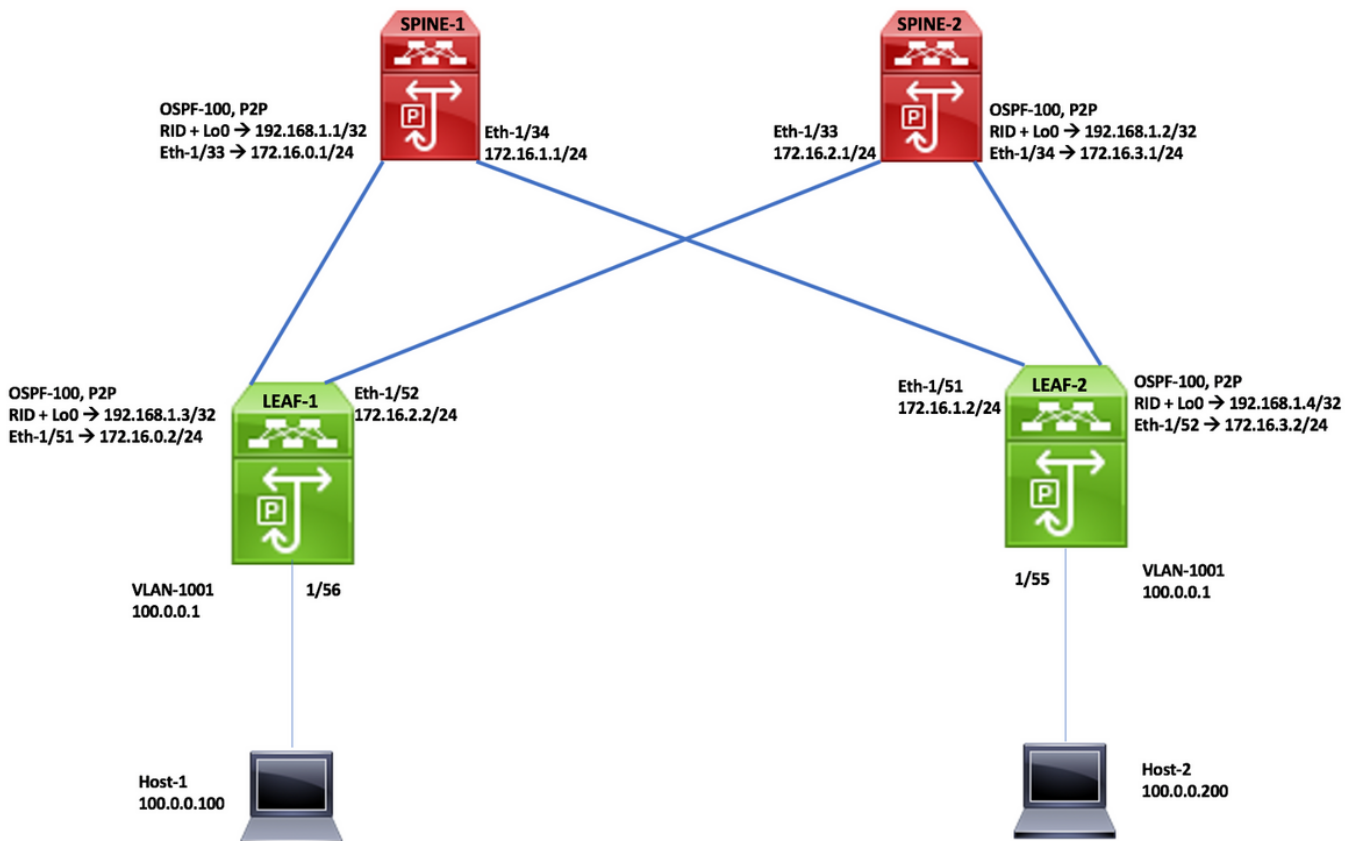 SPINE-1
SPINE-2
OSPF-100, P2P
RID + Lo0 → 192.168.1.1/32
Eth-1/33 → 172.16.0.1/24
P
Eth-1/34
172.16.1.1/24
Eth-1/33
172.16.2.1/24
P
OSPF-100, P2P
RID + Lo0 → 192.168.1.2/32
Eth-1/34 → 172.16.3.1/24
OSPF-100, P2P
RID + Lo0 → 192.168.1.3/32
Eth-1/51 → 172.16.0.2/24
LEAF-1
P
Eth-1/52
172.16.2.2/24
Eth-1/51
172.16.1.2/24
LEAF-2
P
OSPF-100, P2P
RID + Lo0 → 192.168.1.4/32
Eth-1/52 → 172.16.3.2/24
VLAN-1001
100.0.0.1
1/56
1/55
VLAN-1001
100.0.0.1
Host-1
100.0.0.100
Host-2
100.0.0.200